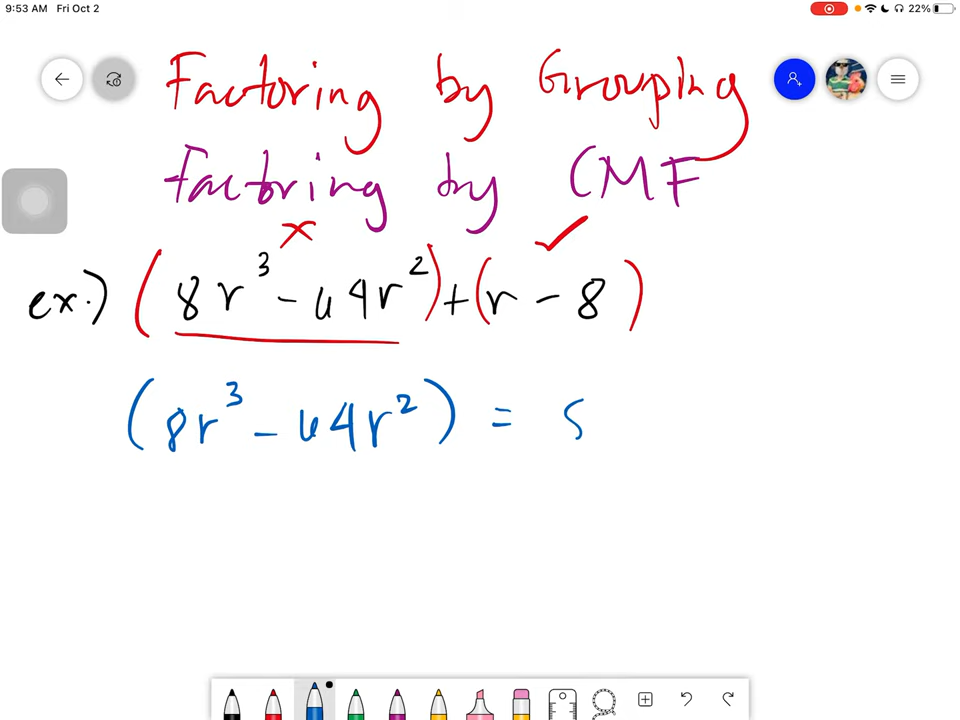 9:53 AM Fri Oct 2
22%
Factoring by Grouping
Factoring by CMF
ex.) (8r³ - 64r²) + (r - 8)
(8r³ - 64r²) =